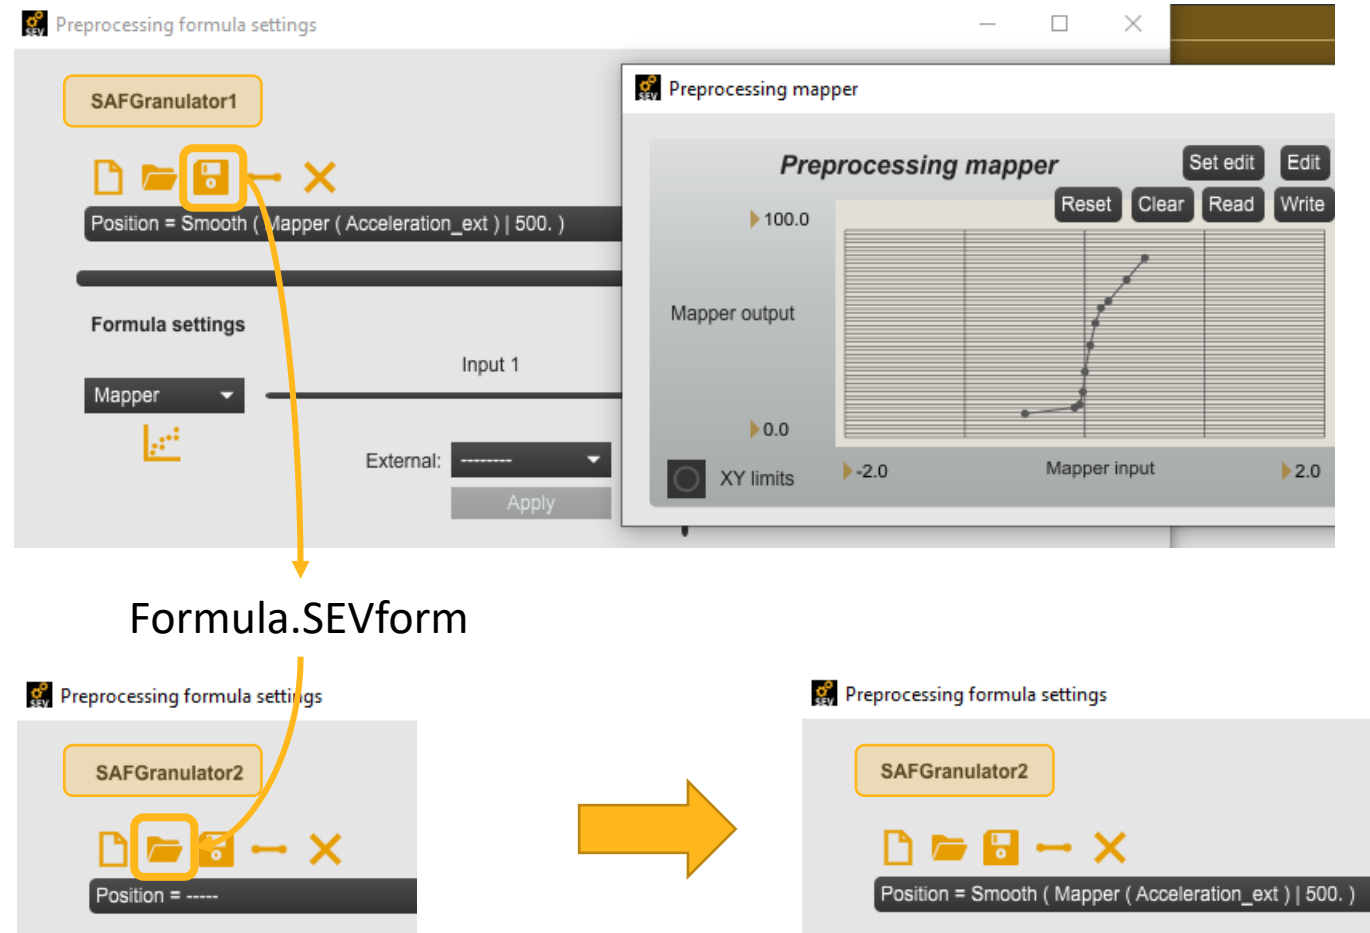 Preprocessing formula settings
SAFGranulator1
Position = Smooth ( Mapper ( Acceleration_ext ) | 500. )
Formula settings
Input 1
Mapper
External: --------
Apply
Preprocessing mapper
Preprocessing mapper
Set edit
Edit
Reset
Clear
Read
Write
100.0
Mapper output
0.0
XY limits
-2.0
Mapper input
2.0
Formula.SEVform
Preprocessing formula settings
SAFGranulator2
Position = -----
Preprocessing formula settings
SAFGranulator2
Position = Smooth ( Mapper ( Acceleration_ext ) | 500. )